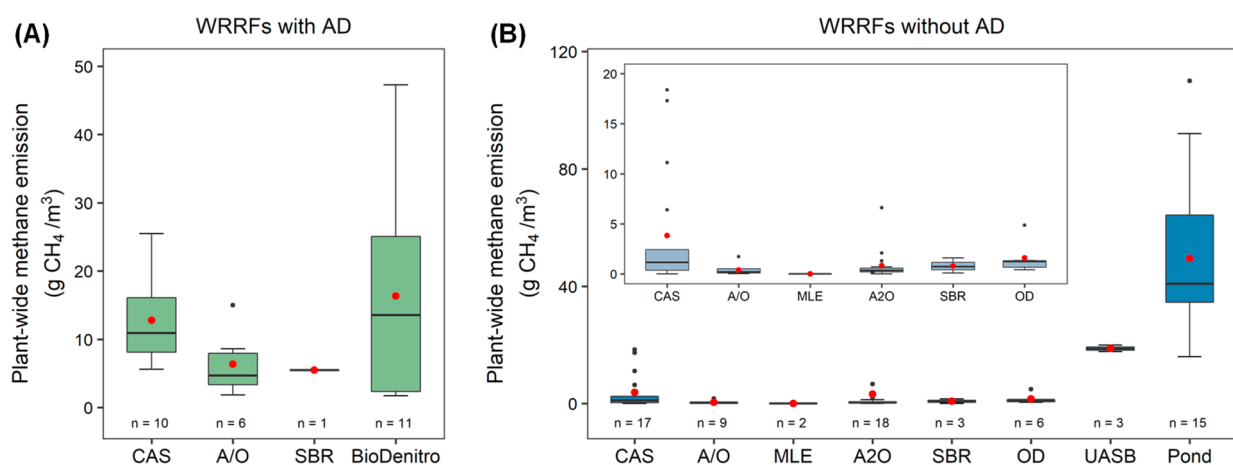 (A)
WRRFs with AD
Plant-wide methane emission
(g CH4 /m3)
50
40
30
20
10
0
n = 10 n = 6 n = 1 n = 11
CAS A/O SBR BioDenitro
(B)
WRRFs without AD
Plant-wide methane emission
(g CH4 /m3)
120
80
40
0
20
15
10
5
0
CAS A/O MLE A2O SBR OD
n = 17 n = 9 n = 2 n = 18 n = 3 n = 6 n = 3 n = 15
CAS A/O MLE A2O SBR OD UASB Pond